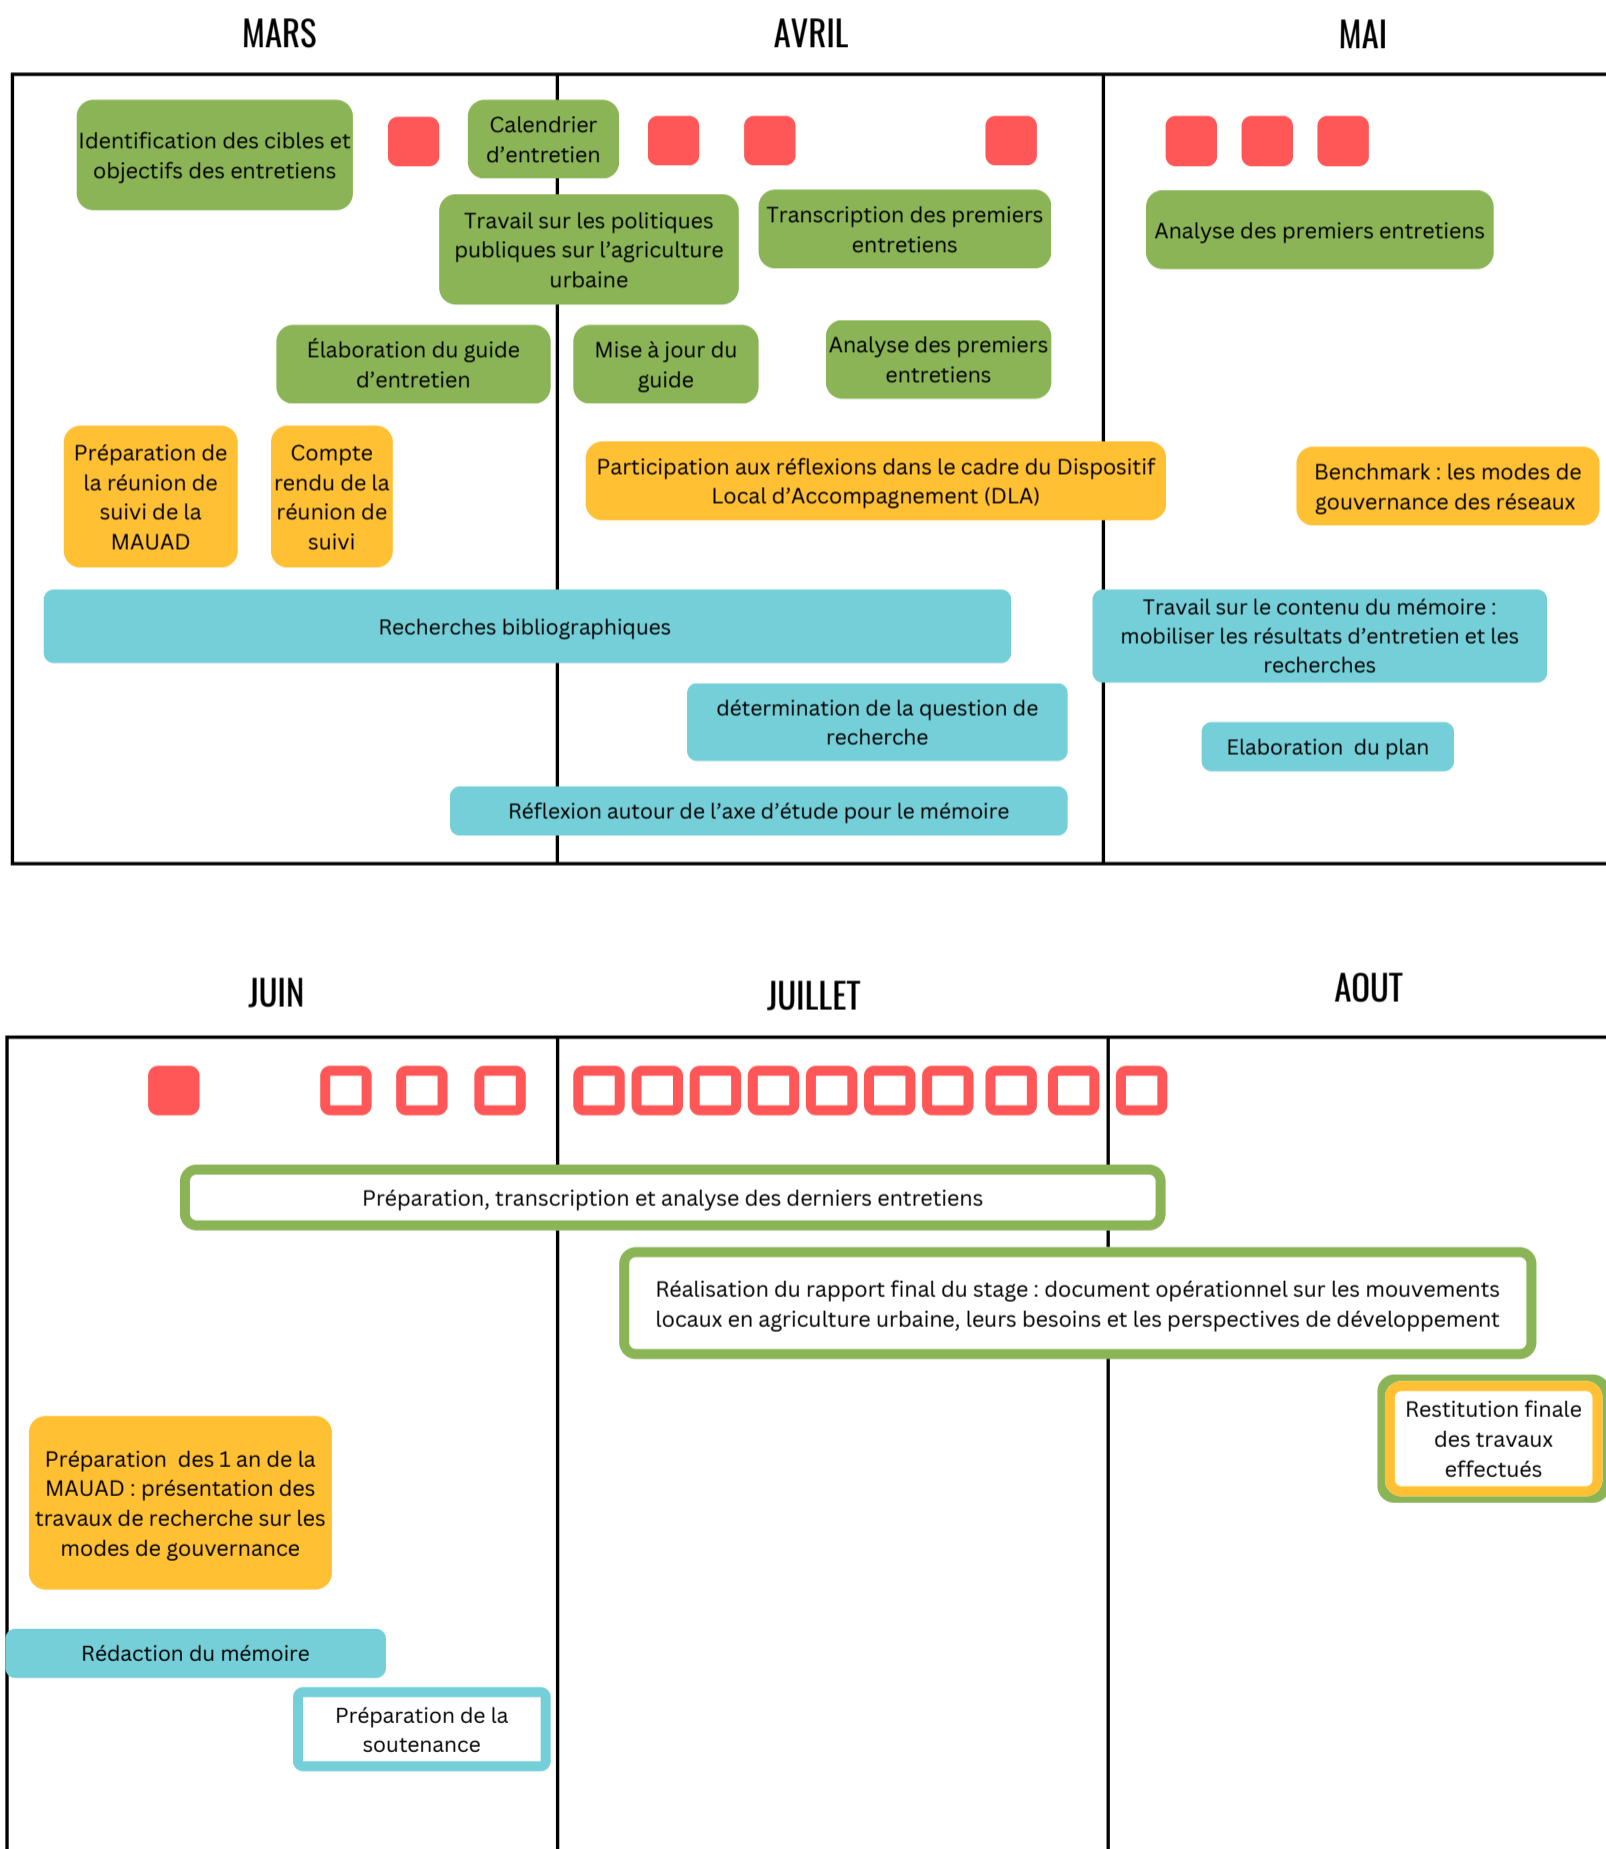 MARS
AVRIL
MAI
Identification des cibles et
objectifs des entretiens
Calendrier
d’entretien
Travail sur les politiques
publiques sur l’agriculture
urbaine
Transcription des premiers
entretiens
Analyse des premiers entretiens
Élaboration du guide
d’entretien
Mise à jour du
guide
Analyse des premiers
entretiens
Préparation de
la réunion de
suivi de la
MAUAD
Compte
rendu de la
réunion de
suivi
Participation aux réflexions dans le cadre du Dispositif
Local d’Accompagnement (DLA)
Benchmark : les modes de
gouvernance des réseaux
Recherches bibliographiques
Travail sur le contenu du mémoire :
mobiliser les résultats d’entretien et les
recherches
détermination de la question de
recherche
Elaboration  du plan
Réflexion autour de l’axe d’étude pour le mémoire
JUIN
JUILLET
AOUT
Préparation, transcription et analyse des derniers entretiens
Réalisation du rapport final du stage : document opérationnel sur les mouvements
locaux en agriculture urbaine, leurs besoins et les perspectives de développement
Restitution finale
des travaux
effectués
Préparation  des 1 an de la
MAUAD : présentation des
travaux de recherche sur les
modes de gouvernance
Rédaction du mémoire
Préparation de la
soutenance